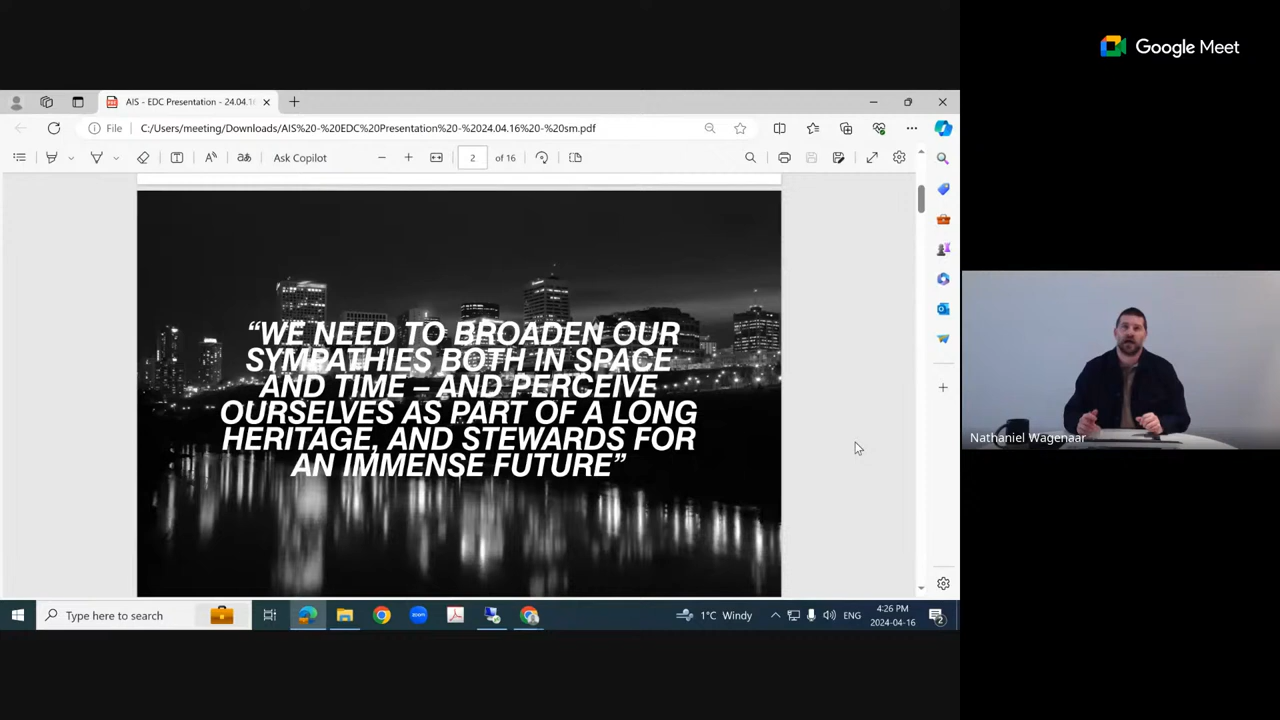 Google Meet
AIS - EDC Presentation - 24.04.16
File
C:/Users/meeting/Downloads/AIS%20-%20EDC%20Presentation%20-%2024.04.16%20-%20sm.pdf
Ask Copilot
2
of 16
“WE NEED TO BROADEN OUR
SYMPATHIES BOTH IN SPACE
AND TIME – AND PERCEIVE
OURSELVES AS PART OF A LONG
HERITAGE, AND STEWARDS FOR
AN IMMENSE FUTURE”
Nathaniel Wagenaar
Type here to search
zoom
1°C Windy
ENG
4:26 PM
2024-04-16
2